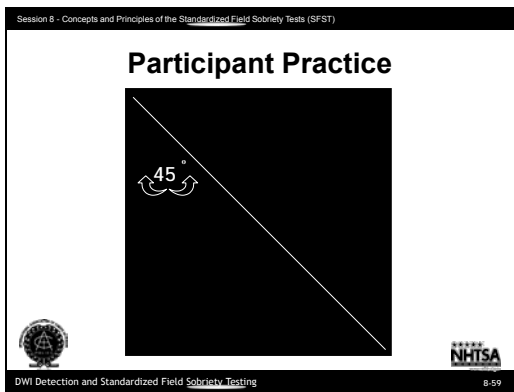 Session 8 - Concepts and Principles of the Standardized Field Sobriety Tests (SFST)
Participant Practice
45°
NHTSA
DWI Detection and Standardized Field Sobriety Testing
8-59